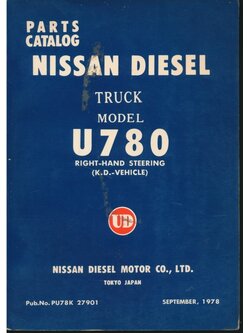 PARTS
CATALOG
NISSAN DIESEL
TRUCK
MODEL
U780
RIGHT-HAND STEERING
(K.D.-VEHICLE)
UD
NISSAN DIESEL MOTOR CO., LTD.
TOKYO JAPAN
Pub.No. PU78K 27901 SEPTEMBER, 1978